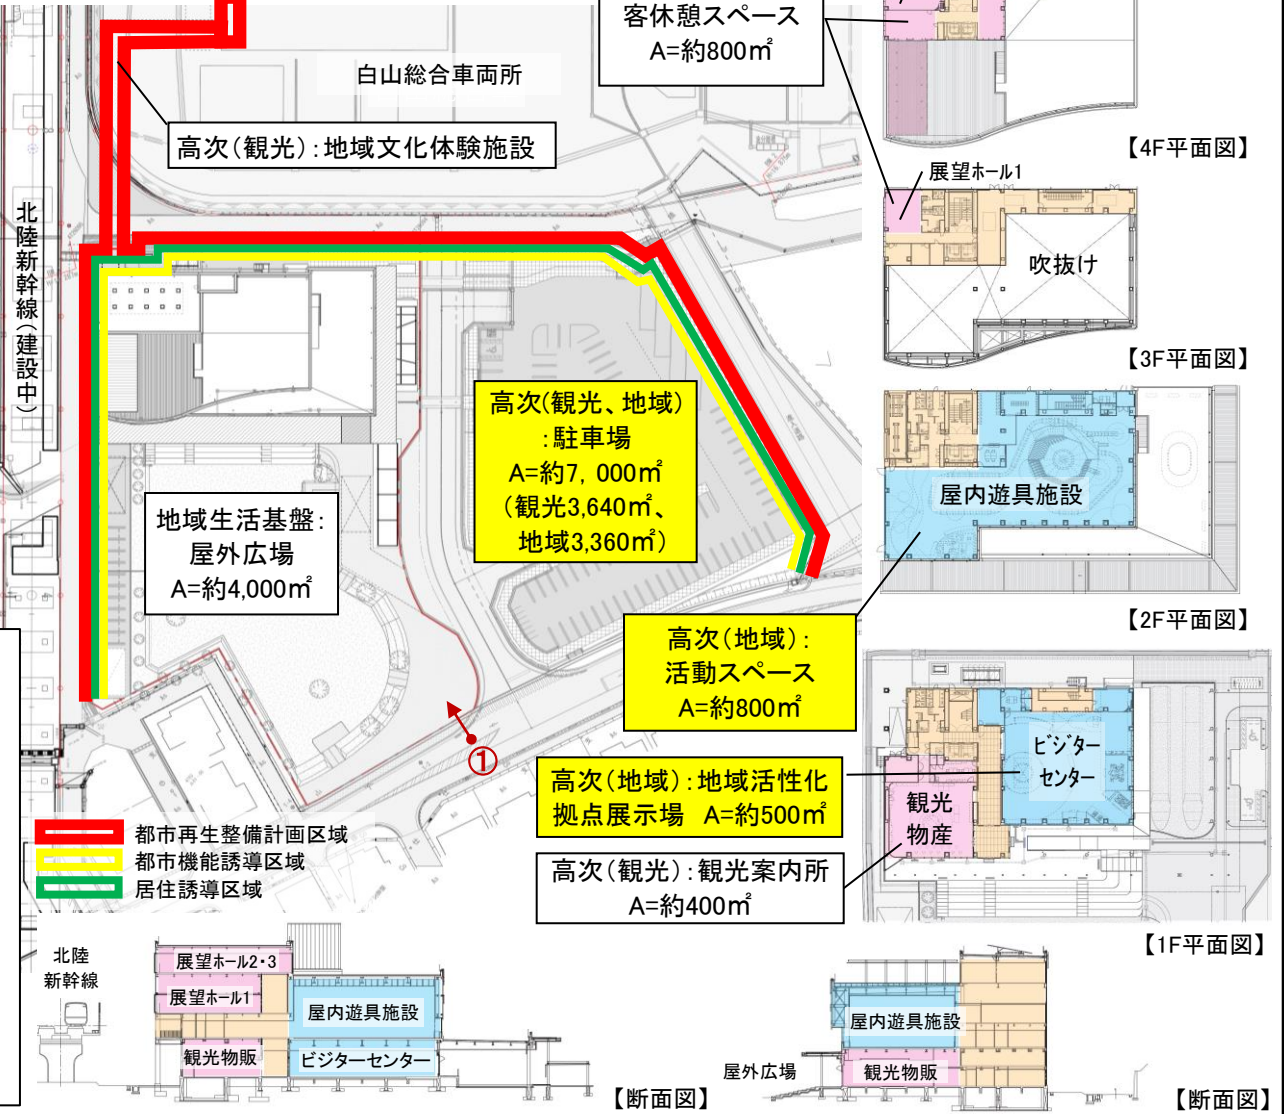 客休憩スペース
A=約800㎡
白山総合車両所
高次(観光):地域文化体験施設
【4F平面図】
展望ホール1
吹抜け
【3F平面図】
北陸新幹線(建設中)
高次(観光、地域)
:駐車場
A=約7,000㎡
(観光3,640㎡、
地域3,360㎡)
地域生活基盤:
屋外広場
A=約4,000㎡
屋内遊具施設
【2F平面図】
高次(地域):
活動スペース
A=約800㎡
①
高次(地域):地域活性化
拠点展示場 A=約500㎡
高次(観光):観光案内所
A=約400㎡
ビジター
センター
観光
物産
【1F平面図】
都市再生整備計画区域
都市機能誘導区域
居住誘導区域
北陸
新幹線
展望ホール2・3
展望ホール1
屋内遊具施設
観光物販
ビジターセンター
【断面図】
屋内遊具施設
屋外広場
観光物販
【断面図】